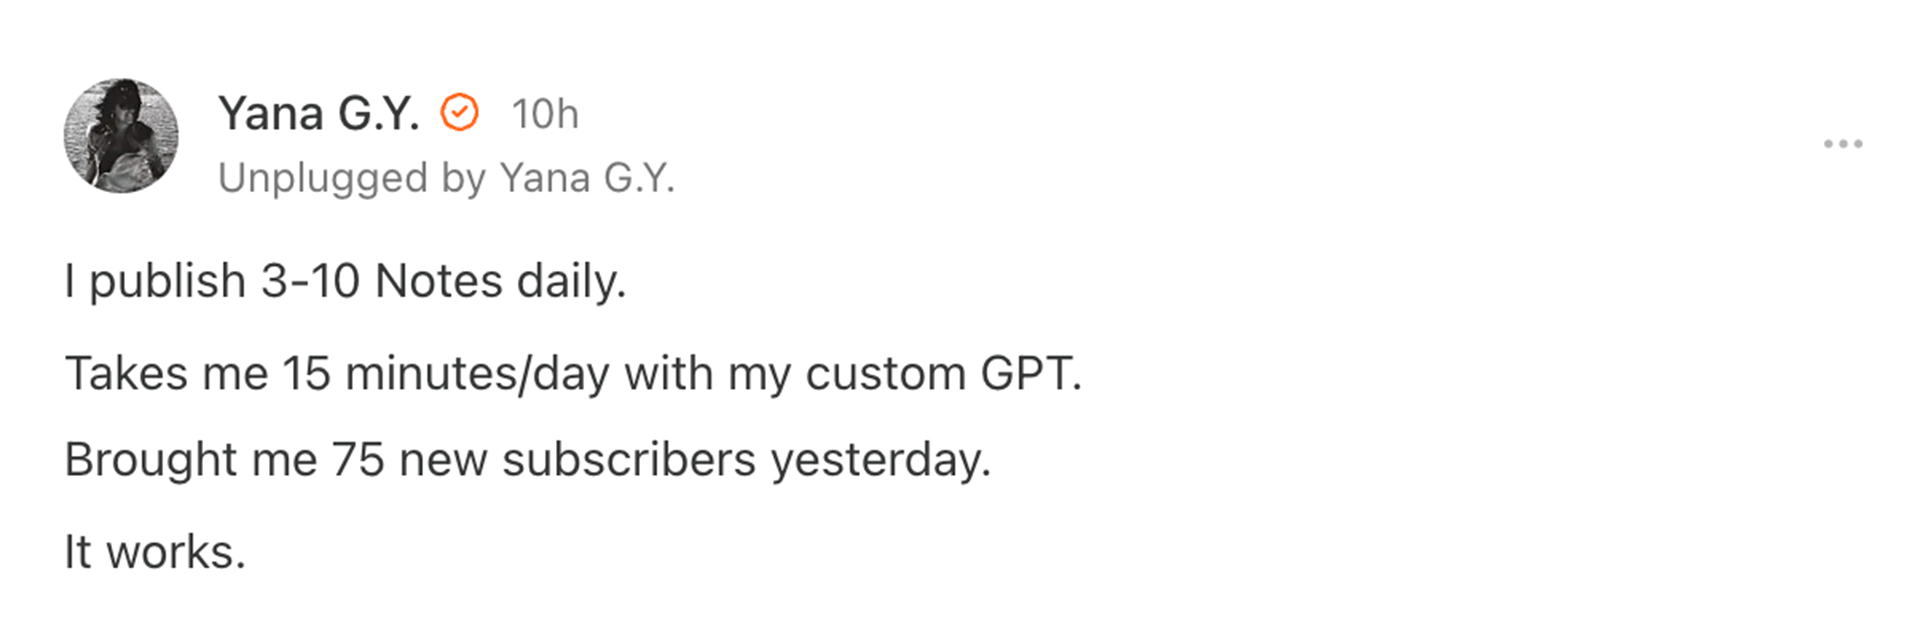 Yana G.Y. 10h
Unplugged by Yana G.Y.
I publish 3-10 Notes daily.
Takes me 15 minutes/day with my custom GPT.
Brought me 75 new subscribers yesterday.
It works.